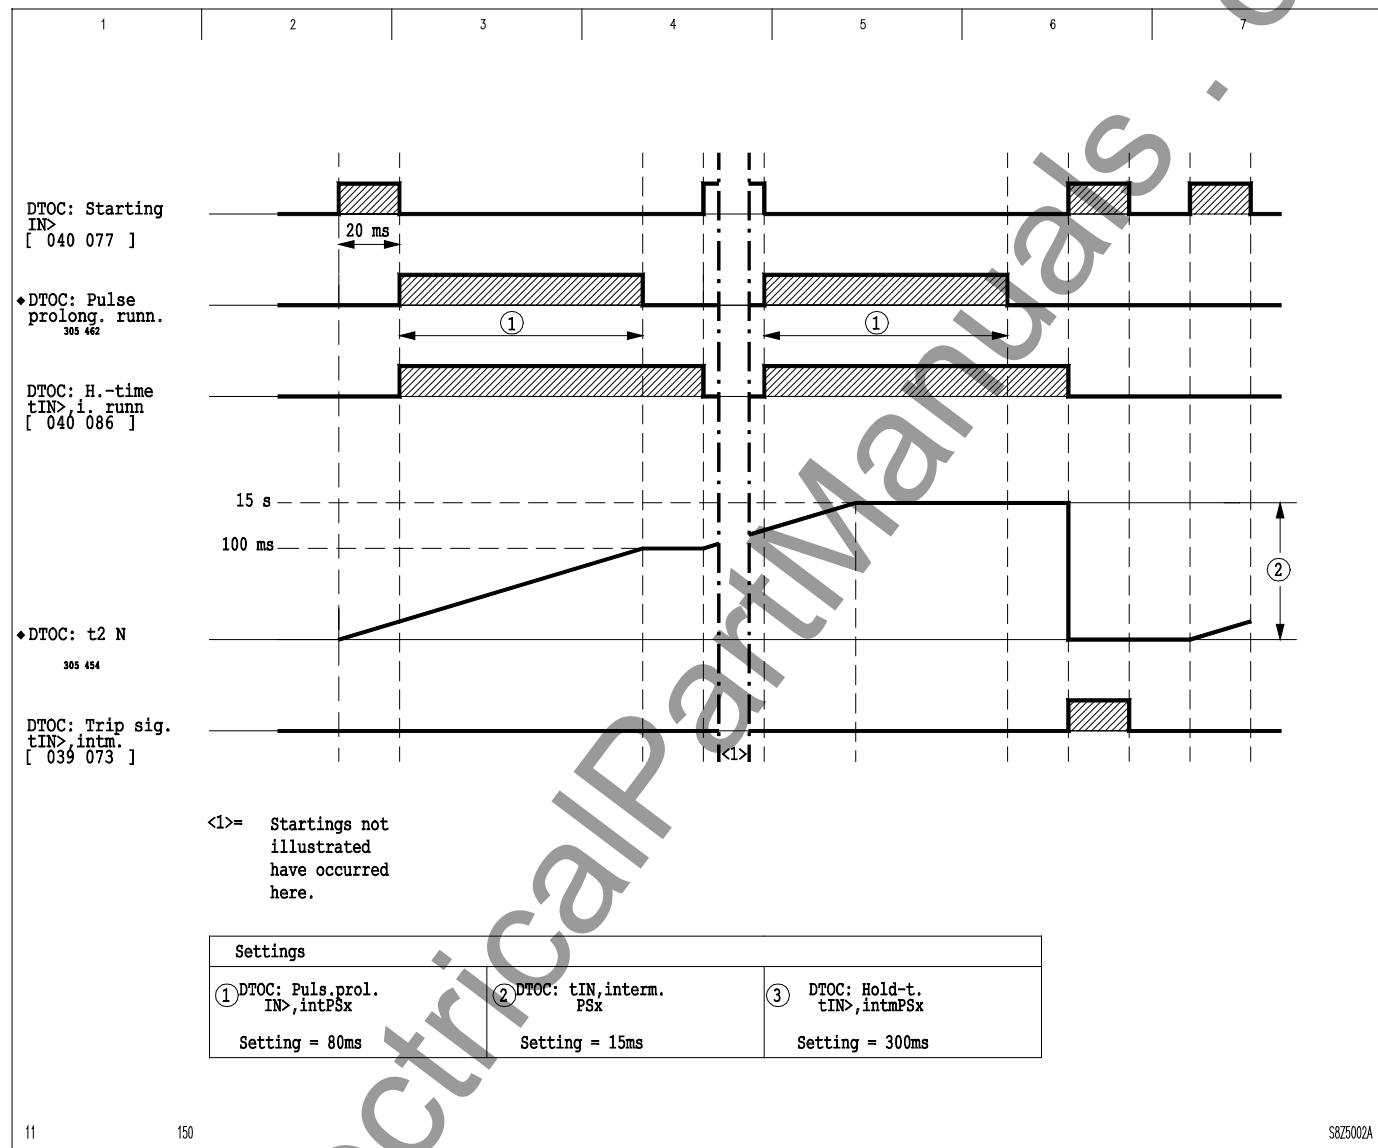 1 2 3 4 5 6 7
DTOC: Starting
IN>
[ 040 077 ]
20 ms
◆DTOC: Pulse
prolong. runn.
305 462
1
1
DTOC: H.-time
tIN>,i. runn
[ 040 086 ]
15 s
100 ms
2
◆DTOC: t2 N
305 454
DTOC: Trip sig.
tIN>,intm.
[ 039 073 ]
<1>
<1>= Startings not
illustrated
have occurred
here.
Settings
1 DTOC: Puls.prol.
IN>,intPSx
Setting = 80ms
2 DTOC: tIN,interm.
PSx
Setting = 15ms
3 DTOC: Hold-t.
tIN>,intmPSx
Setting = 300ms
11 150 S8Z5002A
ectricalPartManuals .